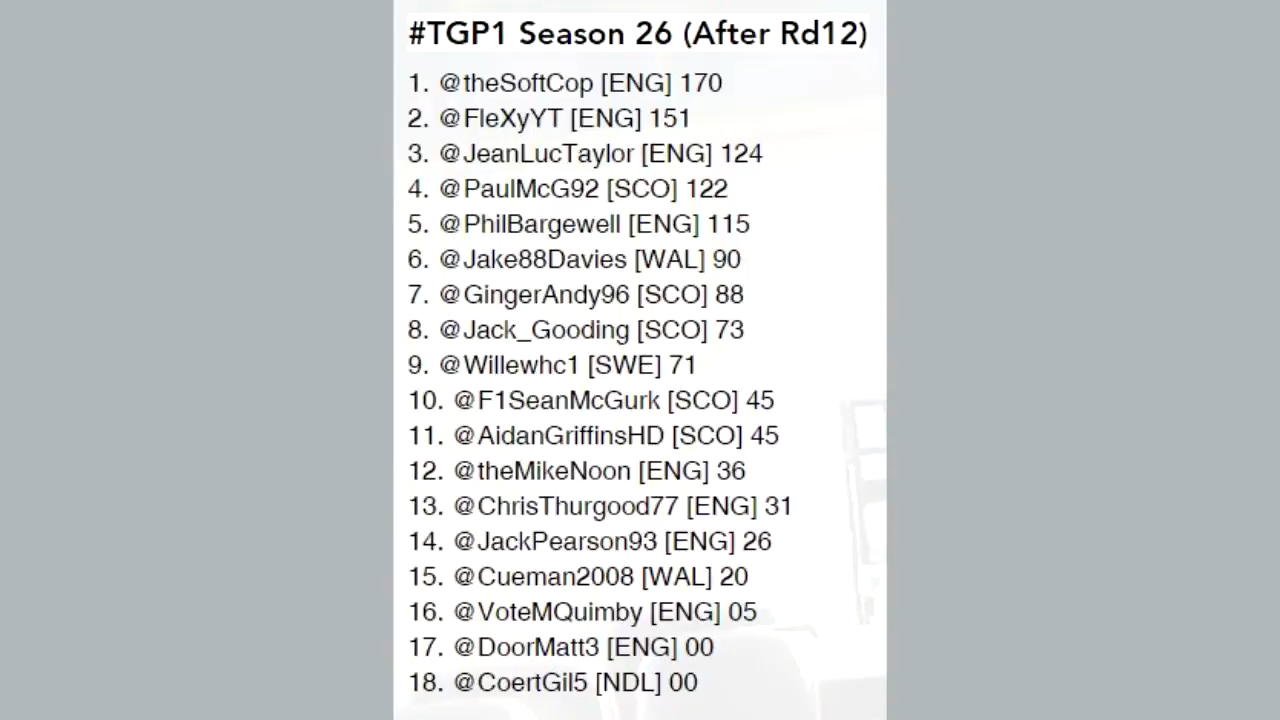 #TGP1 Season 26 (After Rd12)
1. @theSoftCop [ENG] 170
2. @FleXyYT [ENG] 151
3. @JeanLucTaylor [ENG] 124
4. @PaulMcG92 [SCO] 122
5. @PhilBargewell [ENG] 115
6. @Jake88Davies [WAL] 90
7. @GingerAndy96 [SCO] 88
8. @Jack_Gooding [SCO] 73
9. @Willewhc1 [SWE] 71
10. @F1SeanMcGurk [SCO] 45
11. @AidanGriffinsHD [SCO] 45
12. @theMikeNoon [ENG] 36
13. @ChrisThurgood77 [ENG] 31
14. @JackPearson93 [ENG] 26
15. @Cueman2008 [WAL] 20
16. @VoteMQuimby [ENG] 05
17. @DoorMatt3 [ENG] 00
18. @CoertGil5 [NDL] 00